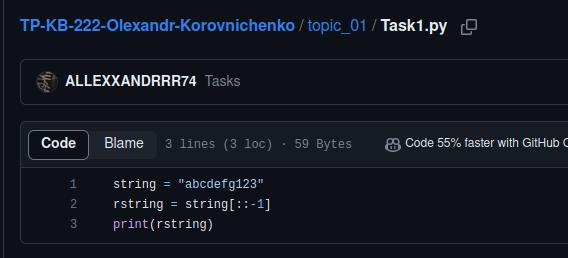 TP-KB-222-Olexandr-Korovnichenko / topic_01 / Task1.py
ALLEXXANDRRR74 Tasks
Code Blame 3 lines (3 loc) · 59 Bytes Code 55% faster with GitHub C
1 string = "abcdefg123"
2 rstring = string[::-1]
3 print(rstring)